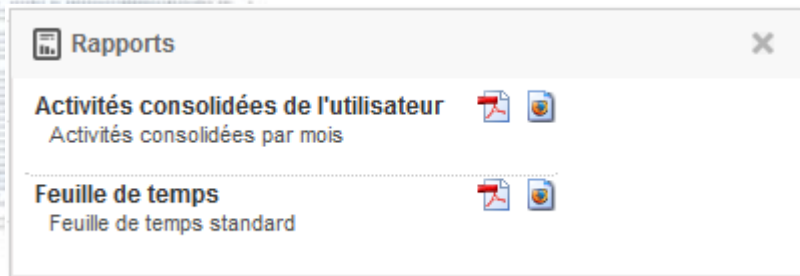 Rapports
Activités consolidées de l'utilisateur
Activités consolidées par mois
Feuille de temps
Feuille de temps standard